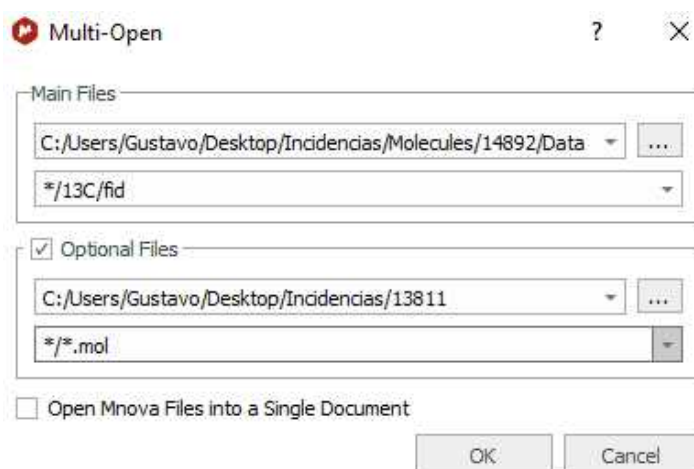 Multi-Open ?
Main Files
C:/Users/Gustavo/Desktop/Incidencias/Molecules/14892/Data ...
*/13C/fid
Optional Files
C:/Users/Gustavo/Desktop/Incidencias/13811 ...
*/*.mol
Open Mnova Files into a Single Document
OK Cancel